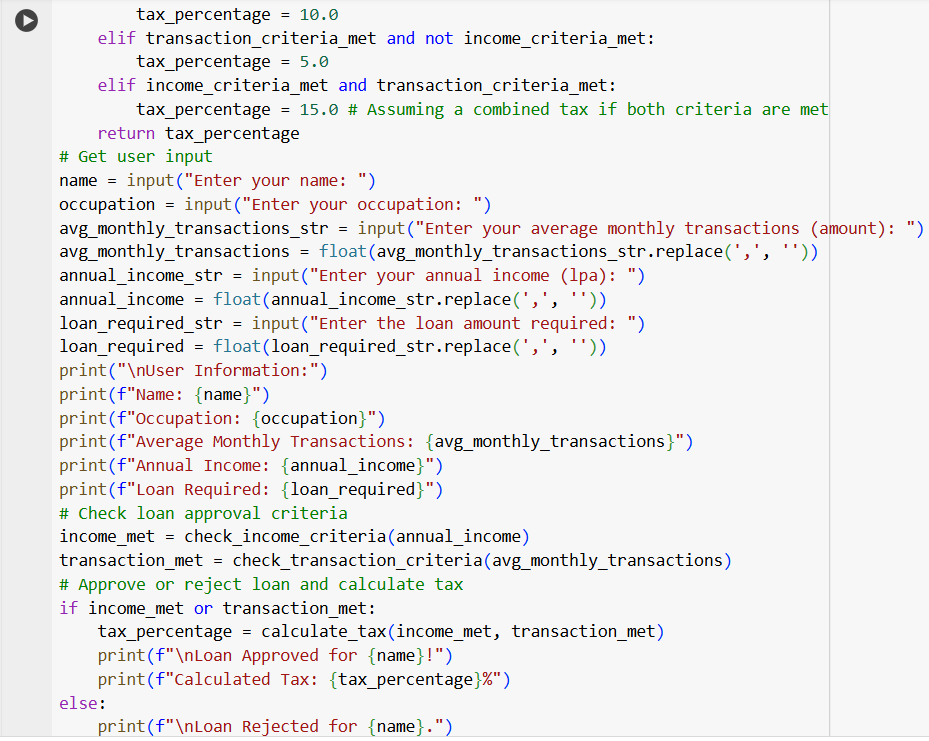 tax_percentage = 10.0
elif transaction_criteria_met and not income_criteria_met:
tax_percentage = 5.0
elif income_criteria_met and transaction_criteria_met:
tax_percentage = 15.0 # Assuming a combined tax if both criteria are met
return tax_percentage
# Get user input
name = input("Enter your name: ")
occupation = input("Enter your occupation: ")
avg_monthly_transactions_str = input("Enter your average monthly transactions (amount): ")
avg_monthly_transactions = float(avg_monthly_transactions_str.replace(',', ''))
annual_income_str = input("Enter your annual income (lpa): ")
annual_income = float(annual_income_str.replace(',', ''))
loan_required_str = input("Enter the loan amount required: ")
loan_required = float(loan_required_str.replace(',', ''))
print("\nUser Information:")
print(f"Name: {name}")
print(f"Occupation: {occupation}")
print(f"Average Monthly Transactions: {avg_monthly_transactions}")
print(f"Annual Income: {annual_income}")
print(f"Loan Required: {loan_required}")
# Check loan approval criteria
income_met = check_income_criteria(annual_income)
transaction_met = check_transaction_criteria(avg_monthly_transactions)
# Approve or reject loan and calculate tax
if income_met or transaction_met:
tax_percentage = calculate_tax(income_met, transaction_met)
print(f"\nLoan Approved for {name}!")
print(f"Calculated Tax: {tax_percentage}%")
else:
print(f"\nLoan Rejected for {name}.")